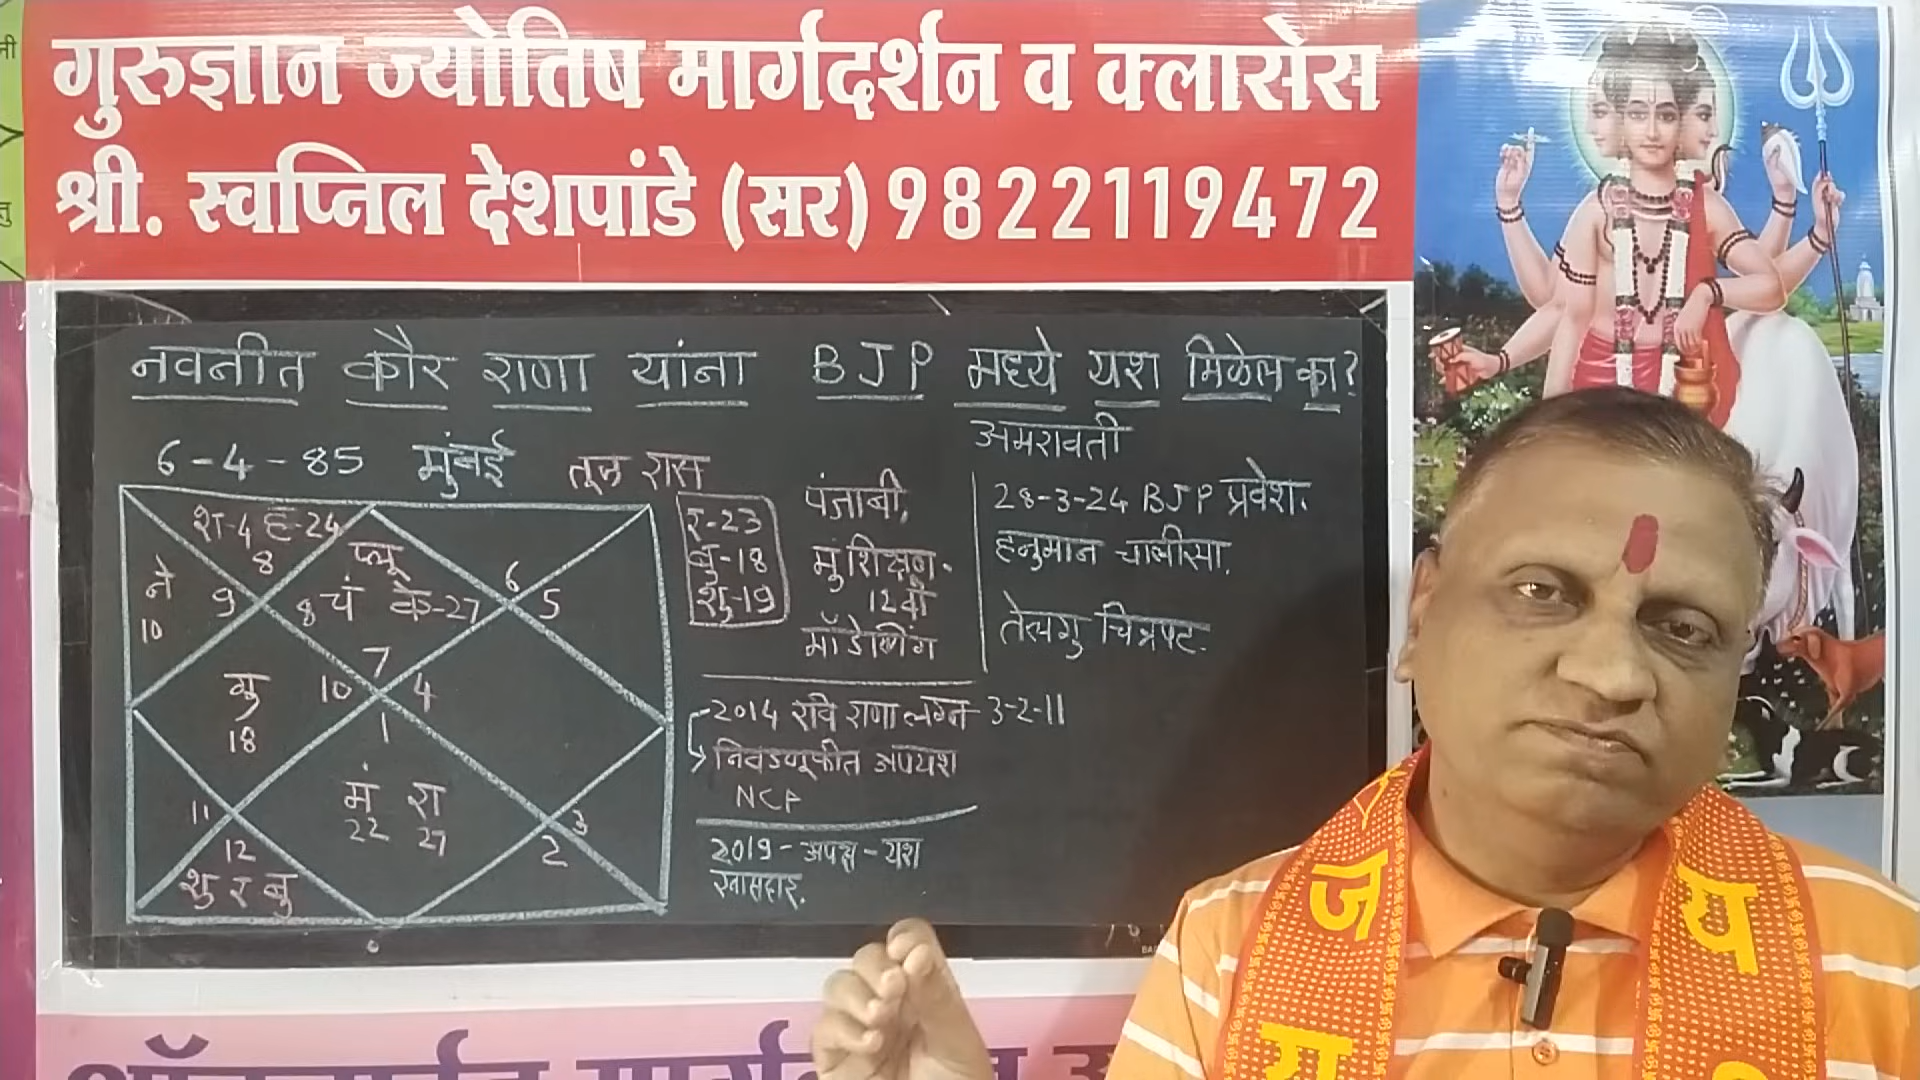 गुरुज्ञान ज्योतिष मार्गदर्शन व क्लासेस
श्री. स्वप्निल देशपांडे (सर) 9822119472
नवनीत कौर राणा यांना BJP मध्ये यश मिळेल का?
अमरावती
6-4-85 मुंबई तूळ रास
श-4 ह-24
8
प्लू
चं के-27
8
7
ने
10
9
6
5
गु
18
10
4
1
मं रा
22 27
11
12
शु र बु
3
2
र-23
बु-18
शु-19
पंजाबी.
मुं शिक्षण.
12वी
मॉडेलिंग
28-3-24 BJP प्रवेश.
हनुमान चालीसा.
तेलगु चित्रपट.
2014 रवि राणा लग्न 3-2-11
निवडणूकीत अपयश
NCP
2019 - अपक्ष - यश
खासदार.
ज
य